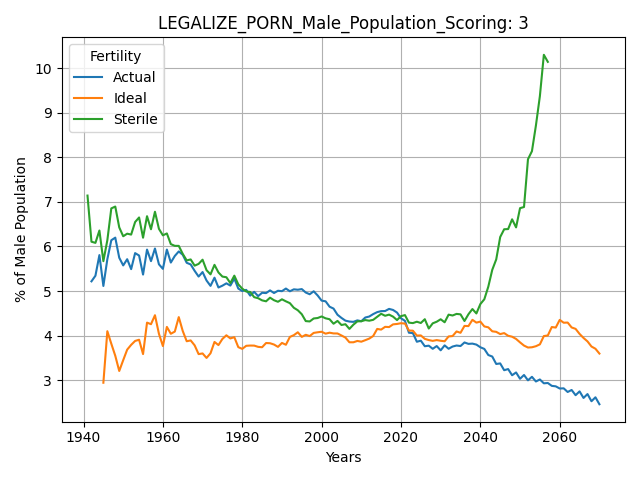 LEGALIZE_PORN_Male_Population_Scoring: 3
Fertility
Actual
Ideal
Sterile
% of Male Population
10
9
8
7
6
5
4
3
1940 1960 1980 2000 2020 2040 2060
Years